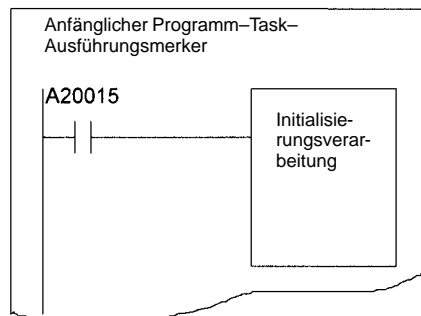 Anfänglicher Programm–Task–
Ausführungsmerker
A20015
Initialisie-
rungsverar-
beitung